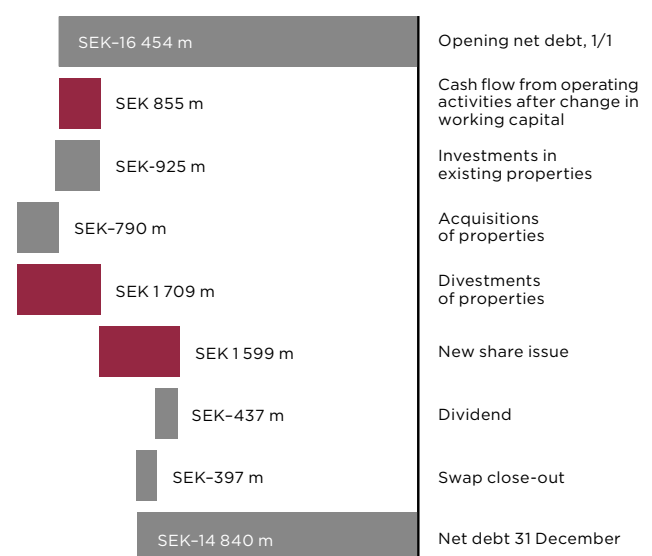 SEK–16 454 m
Opening net debt, 1/1
SEK 855 m
Cash flow from operating
activities after change in
working capital
SEK-925 m
Investments in
existing properties
SEK–790 m
Acquisitions
of properties
SEK 1 709 m
Divestments
of properties
SEK 1 599 m
New share issue
SEK–437 m
Dividend
SEK–397 m
Swap close-out
SEK–14 840 m
Net debt 31 December